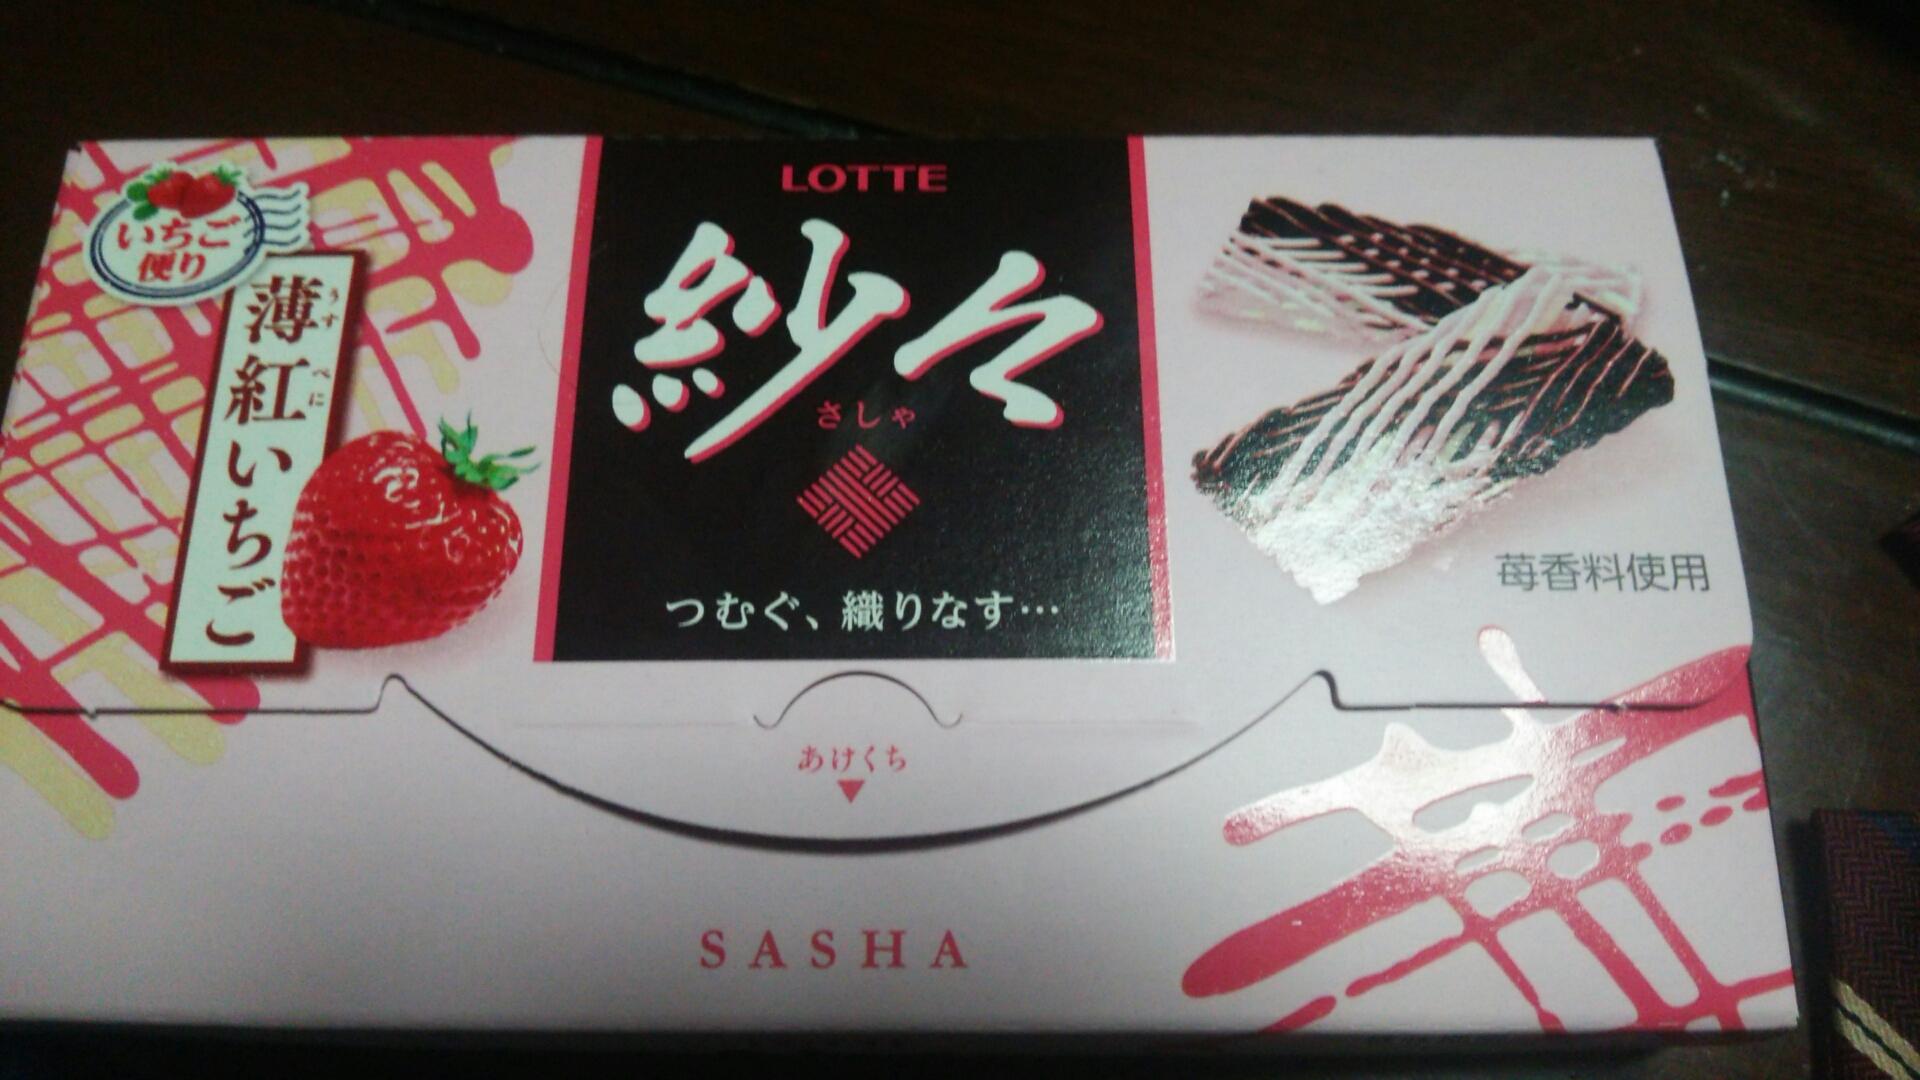 いちご
便り
薄紅いちご
うす
べに
LOTTE
紗々
さしゃ
つむぐ、織りなす…
苺香料使用
あけくち
SASHA